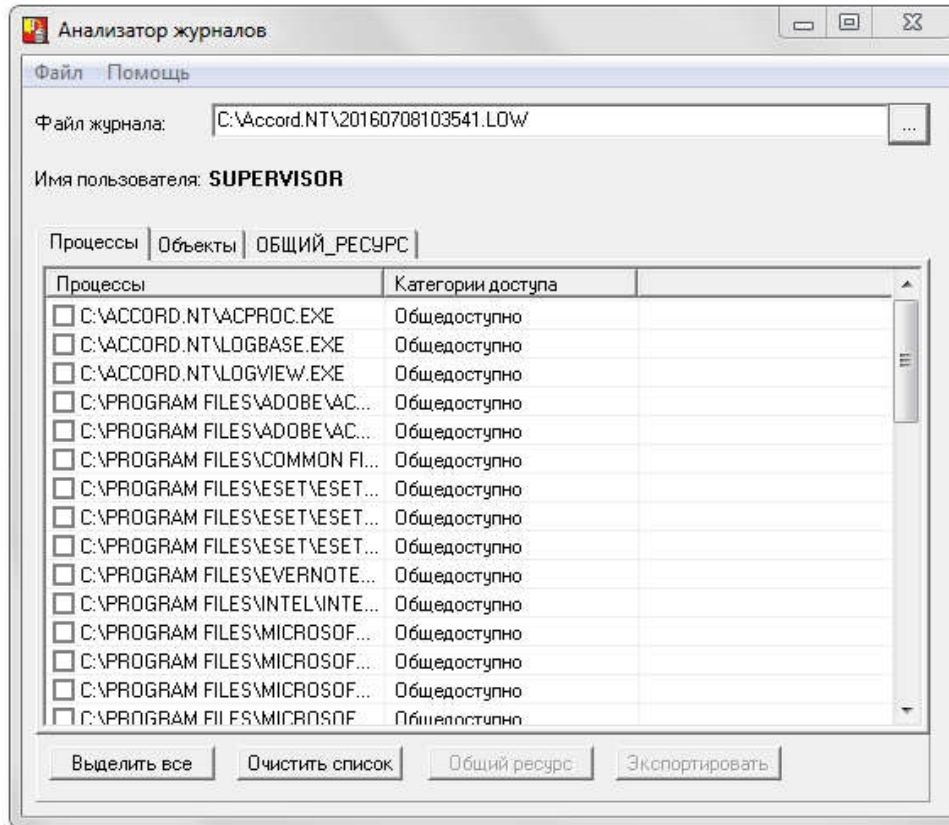 Анализатор журналов
Файл Помощь
Файл журнала: C:\Accord.NT\20160708103541.LOW ...
Имя пользователя: SUPERVISOR
Процессы Объекты ОБЩИЙ_РЕСУРС
Процессы Категории доступа
C:\ACCORD.NT\ACPROC.EXE Общедоступно
C:\ACCORD.NT\LOGBASE.EXE Общедоступно
C:\ACCORD.NT\LOGVIEW.EXE Общедоступно
C:\PROGRAM FILES\ADOBE\AC... Общедоступно
C:\PROGRAM FILES\ADOBE\AC... Общедоступно
C:\PROGRAM FILES\COMMON FI... Общедоступно
C:\PROGRAM FILES\ESET\ESET... Общедоступно
C:\PROGRAM FILES\ESET\ESET... Общедоступно
C:\PROGRAM FILES\ESET\ESET... Общедоступно
C:\PROGRAM FILES\EVERNOTE... Общедоступно
C:\PROGRAM FILES\INTEL\INTE... Общедоступно
C:\PROGRAM FILES\MICROSOF... Общедоступно
C:\PROGRAM FILES\MICROSOF... Общедоступно
C:\PROGRAM FILES\MICROSOF... Общедоступно
C:\PROGRAM FILES\MICROSOF... Общедоступно
Выделить все Очистить список Общий ресурс Экспортировать